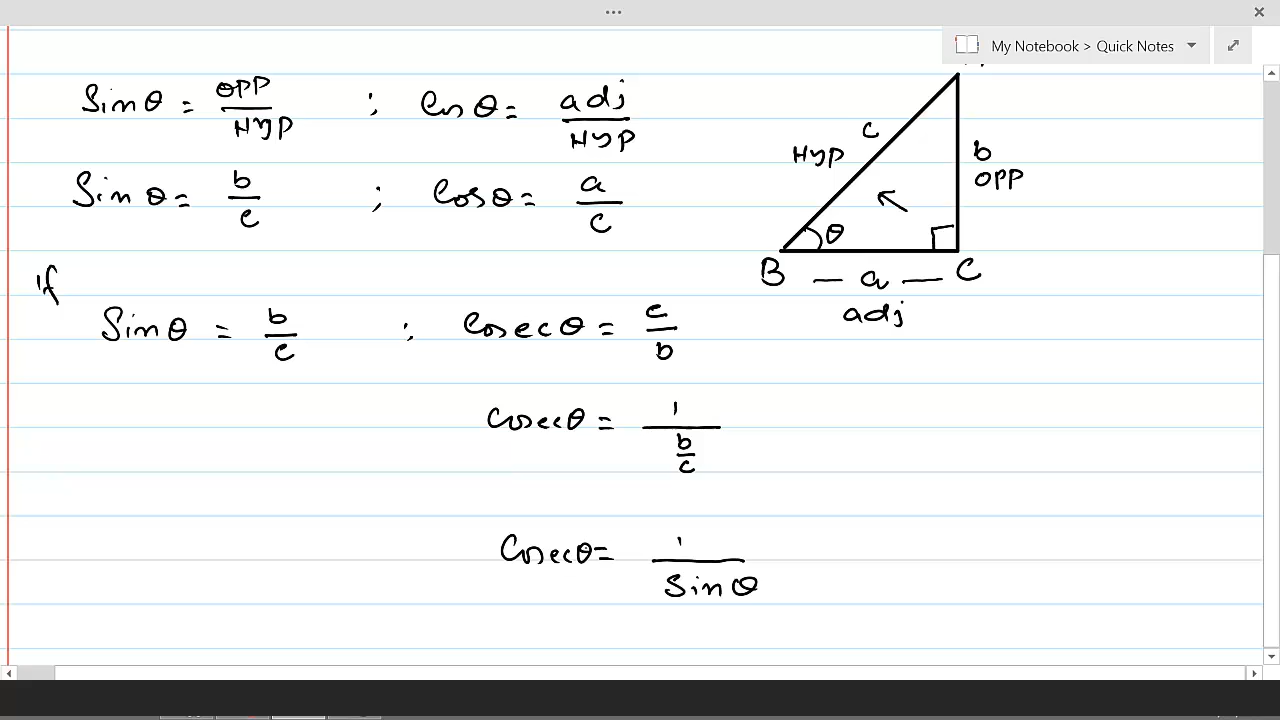 My Notebook > Quick Notes
Sinθ = OPP/HYP ; Cosθ = adj/HYP
Sinθ = b/c ; Cosθ = a/c
If
Sinθ = b/c ; Cosecθ = c/b
Cosecθ = 1/(b/c)
Cosecθ = 1/Sinθ
c
HYP
b
OPP
θ
B — a — C
adj